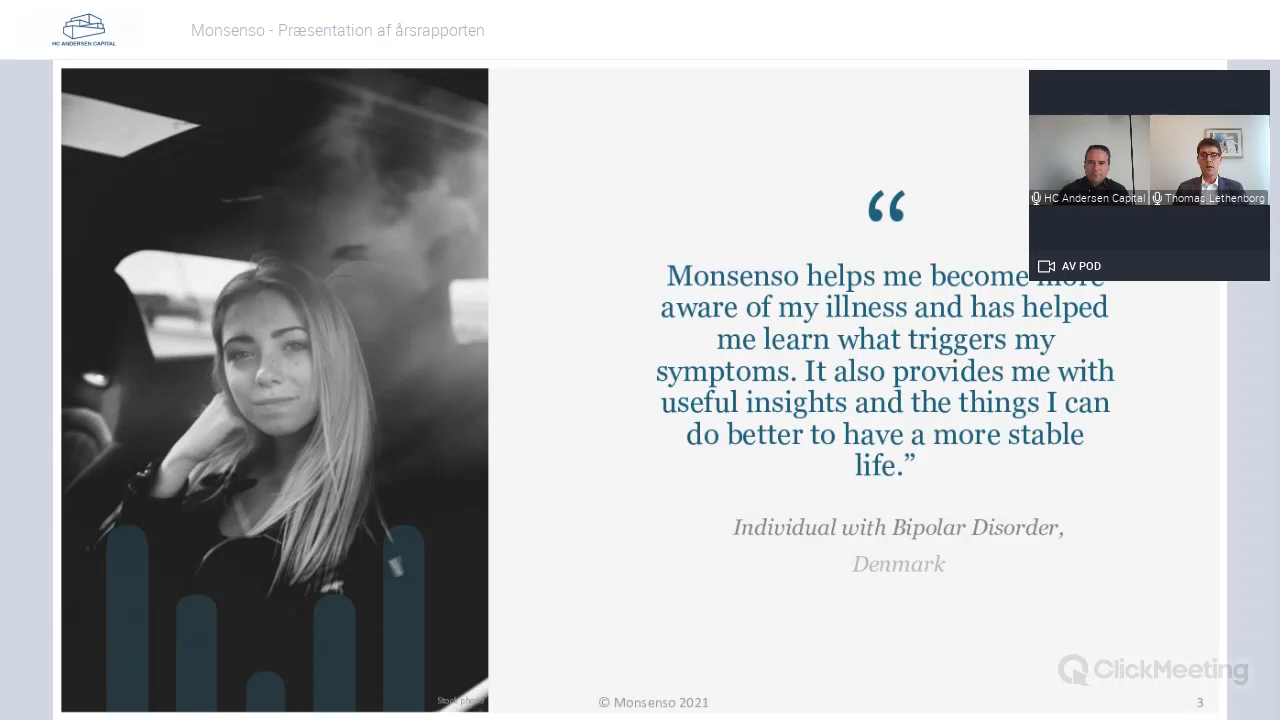 HC ANDERSEN CAPITAL
Monsenso - Præsentation af årsrapporten
“
Monsenso helps me become more
aware of my illness and has helped
me learn what triggers my
symptoms. It also provides me with
useful insights and the things I can
do better to have a more stable
life.”
Individual with Bipolar Disorder,
Denmark
HC Andersen Capital
Thomas Lethenborg
AV POD
Stock photo
© Monsenso 2021
3
ClickMeeting